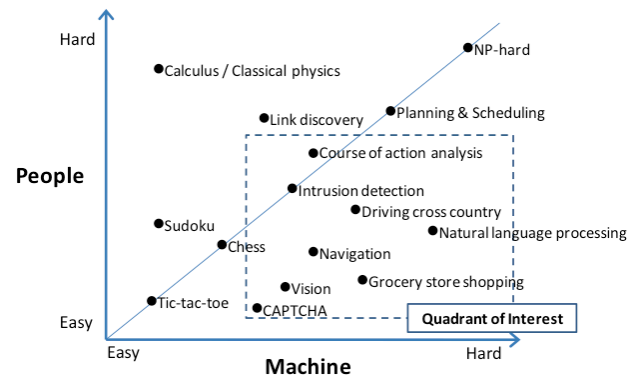 Hard
NP-hard
Calculus / Classical physics
Planning & Scheduling
Link discovery
Course of action analysis
People
Intrusion detection
Driving cross country
Sudoku
Natural language processing
Chess
Navigation
Grocery store shopping
Vision
Tic-tac-toe
CAPTCHA
Easy
Quadrant of Interest
Easy
Hard
Machine